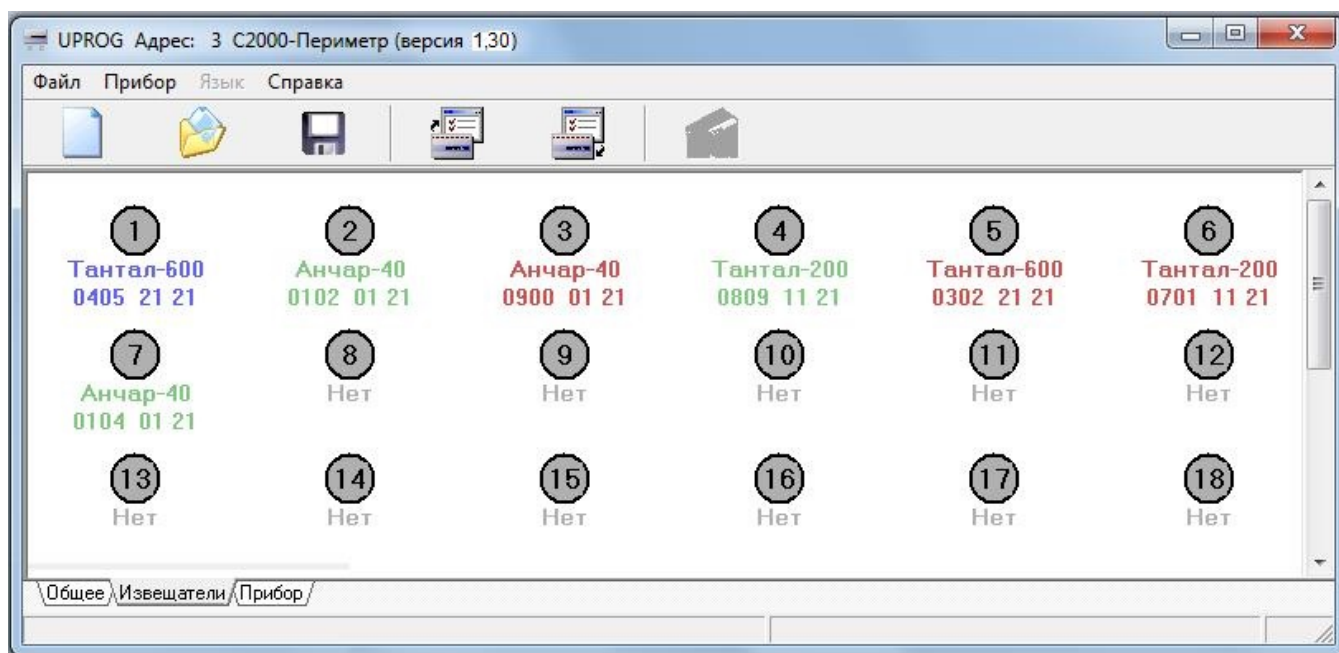 UPROG Адрес: 3 С2000-Периметр (версия 1,30)
Файл Прибор Язык Справка
1 2 3 4 5 6
Тантал-600 Анчар-40 Анчар-40 Тантал-200 Тантал-600 Тантал-200
0405 21 21 0102 01 21 0900 01 21 0809 11 21 0302 21 21 0701 11 21
7 8 9 10 11 12
Анчар-40 Нет Нет Нет Нет Нет
0104 01 21
13 14 15 16 17 18
Нет Нет Нет Нет Нет Нет
Общее Извещатели Прибор